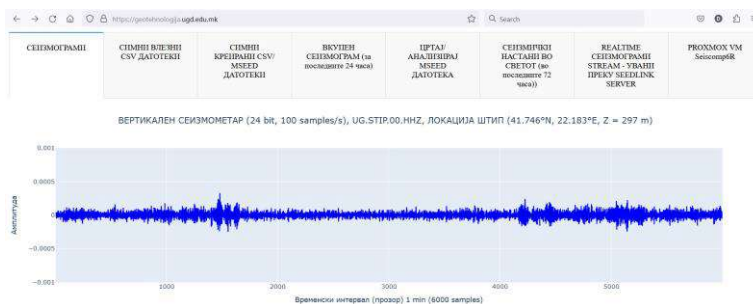 https://geotehnologija.ugd.edu.mk
Search
СЕИЗМОГРАМИ
СИМНИ ВЛЕЗНИ
CSV ДАТОТЕКИ
СИМНИ
КРЕИРАНИ CSV/
MSEED
ДАТОТЕКИ
ВКУПЕН
СЕИЗМОГРАМ (за
последните 24 часа)
ЦРТАЈ/
АНАЛИЗИРАЈ
MSEED
ДАТОТЕКА
СЕИЗМИЧКИ
НАСТАНИ ВО
СВЕТОТ (во
последните 72
часа))
REALTIME
СЕИЗМОГРАМИ
STREAM - УВАНИ
ПРЕКУ SEEDLINK
SERVER
PROXMOX VM
Seiscomp6R
ВЕРТИКАЛЕН СЕИЗМОМЕТАР (24 bit, 100 samples/s), UG.STIP.00.HHZ, ЛОКАЦИЈА ШТИП (41.746°N, 22.183°E, Z = 297 m)
Амплитуда
0.001
0.0005
0
−0.0005
−0.001
1000
2000
3000
4000
5000
Временски интервал (прозор) 1 min (6000 samples)